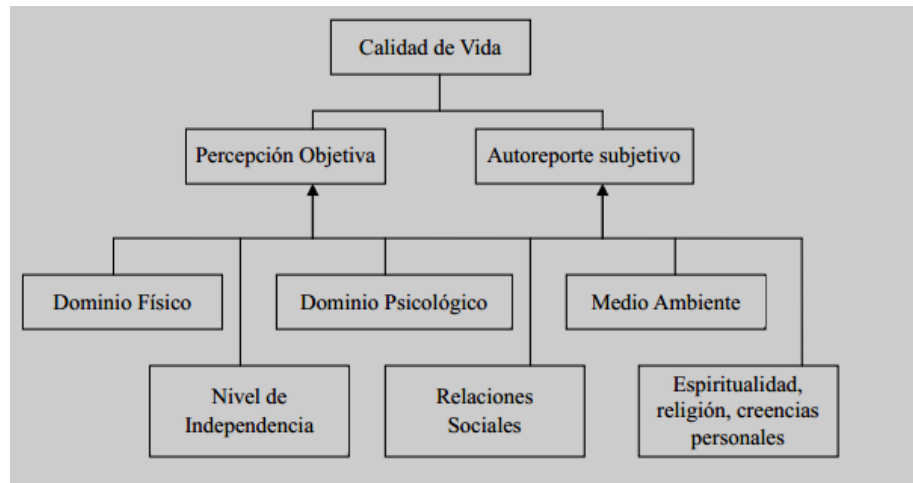 Calidad de Vida
Percepción Objetiva
Autoreporte subjetivo
Dominio Físico
Dominio Psicológico
Medio Ambiente
Nivel de
Independencia
Relaciones
Sociales
Espiritualidad,
religión, creencias
personales